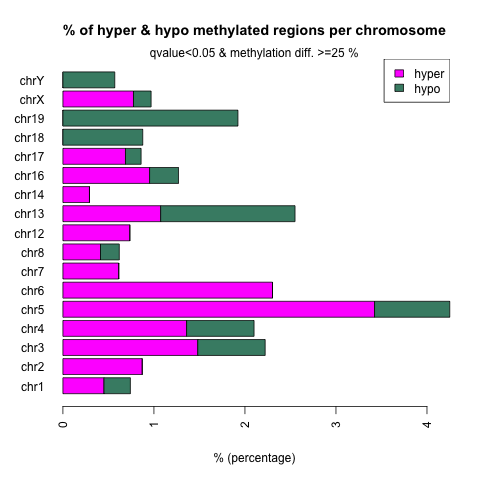 % of hyper & hypo methylated regions per chromosome
qvalue<0.05 & methylation diff. >=25 %
hyper
hypo
chrY
chrX
chr19
chr18
chr17
chr16
chr14
chr13
chr12
chr8
chr7
chr6
chr5
chr4
chr3
chr2
chr1
0 1 2 3 4
% (percentage)